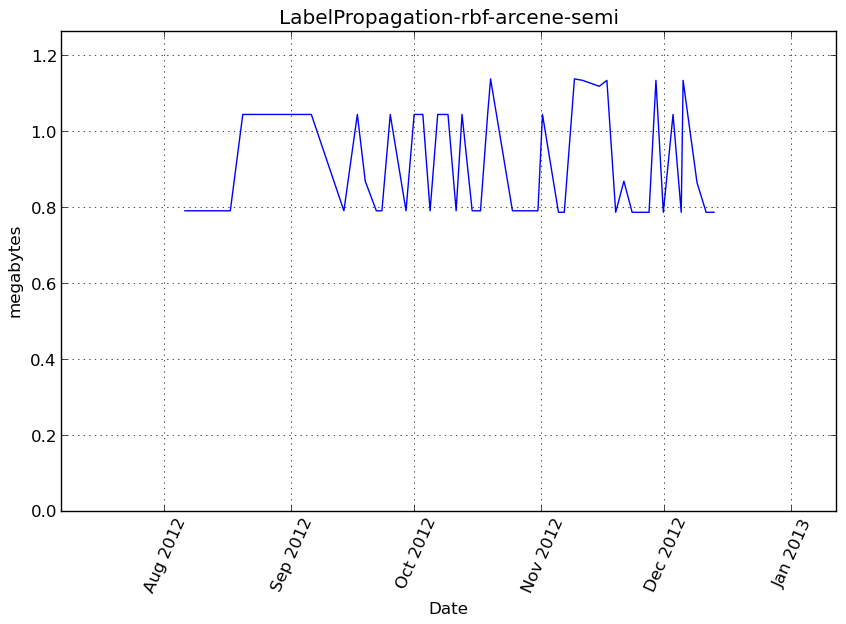 LabelPropagation-rbf-arcene-semi
1.2
1.0
0.8
0.6
0.4
0.2
0.0
megabytes
Aug 2012
Sep 2012
Oct 2012
Nov 2012
Dec 2012
Jan 2013
Date